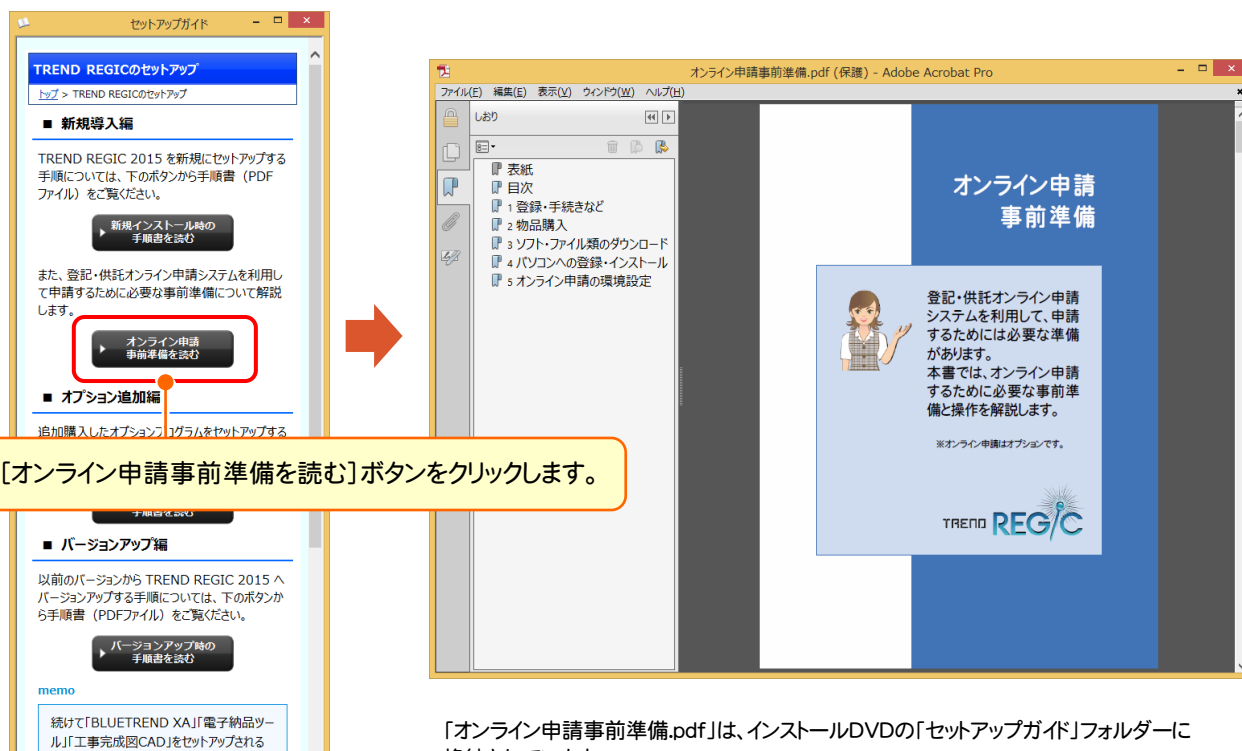 セットアップガイド
TREND REGICのセットアップ
トップ > TREND REGICのセットアップ
■ 新規導入編
TREND REGIC 2015 を新規にセットアップする
手順については、下のボタンから手順書（PDF
ファイル）をご覧ください。
新規インストール時の
手順書を読む
また、登記・供託オンライン申請システムを利用し
て申請するために必要な事前準備について解説
します。
オンライン申請
事前準備を読む
■ オプション追加編
追加購入したオプションプログラムをセットアップする
[オンライン申請事前準備を読む]ボタンをクリックします。
手順書を読む
■ バージョンアップ編
以前のバージョンから TREND REGIC 2015 へ
バージョンアップする手順については、下のボタンか
ら手順書（PDFファイル）をご覧ください。
バージョンアップ時の
手順書を読む
memo
続けて「BLUETREND XA」「電子納品ツー
ル」「工事完成図CAD」をセットアップされる
オンライン申請事前準備.pdf (保護) - Adobe Acrobat Pro
ファイル(F) 編集(E) 表示(V) ウィンドウ(W) ヘルプ(H)
しおり
表紙
目次
1 登録・手続きなど
2 物品購入
3 ソフト・ファイル類のダウンロード
4 パソコンへの登録・インストール
5 オンライン申請の環境設定
オンライン申請
事前準備
登記・供託オンライン申請
システムを利用して、申請
するためには必要な準備
があります。
本書では、オンライン申請
するために必要な事前準
備と操作を解説します。
※オンライン申請はオプションです。
TREND REGIC
「オンライン申請事前準備.pdf」は、インストールDVDの「セットアップガイド」フォルダーに